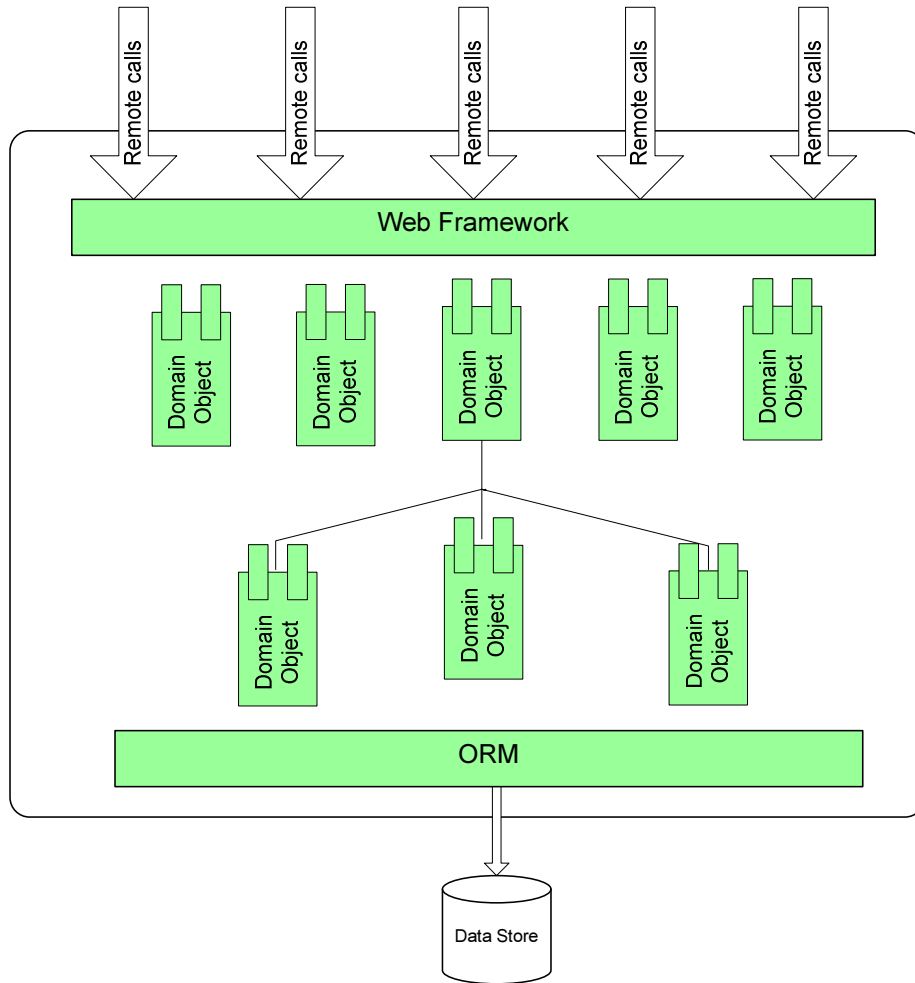 Remote calls
Remote calls
Remote calls
Remote calls
Remote calls
Web Framework
Domain
Object
Domain
Object
Domain
Object
Domain
Object
Domain
Object
Domain
Object
Domain
Object
Domain
Object
ORM
Data Store